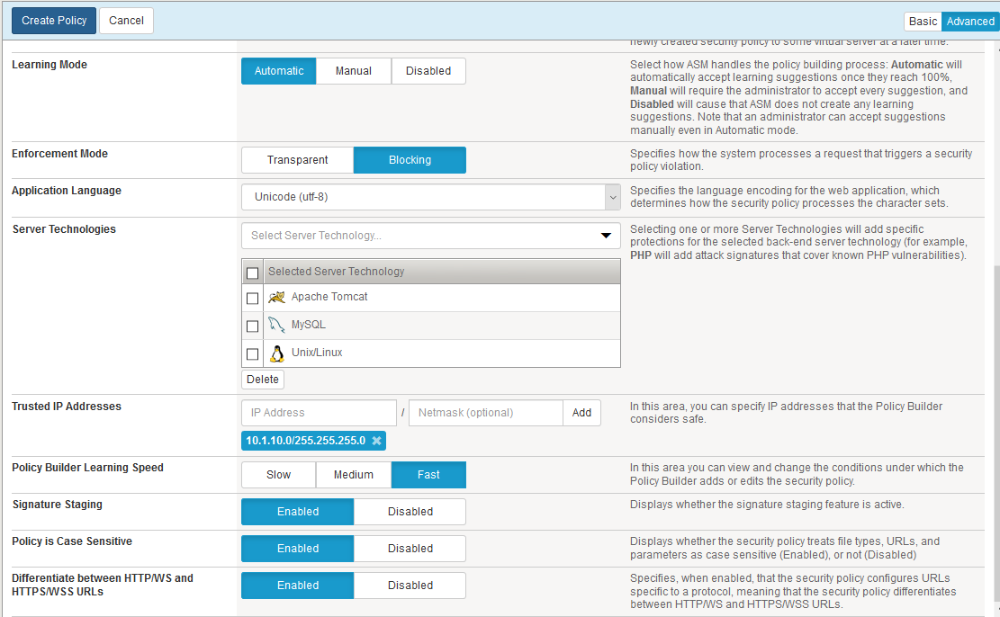 Create Policy
Cancel
Basic
Advanced
newly created security policy to some virtual server at a later time.
Learning Mode
Automatic
Manual
Disabled
Select how ASM handles the policy building process: Automatic will
automatically accept learning suggestions once they reach 100%,
Manual will require the administrator to accept every suggestion, and
Disabled will cause that ASM does not create any learning
suggestions. Note that an administrator can accept suggestions
manually even in Automatic mode.
Enforcement Mode
Transparent
Blocking
Specifies how the system processes a request that triggers a security
policy violation.
Application Language
Unicode (utf-8)
Specifies the language encoding for the web application, which
determines how the security policy processes the character sets.
Server Technologies
Select Server Technology...
Selecting one or more Server Technologies will add specific
protections for the selected back-end server technology (for example,
PHP will add attack signatures that cover known PHP vulnerabilities).
Selected Server Technology
Apache Tomcat
MySQL
Unix/Linux
Delete
Trusted IP Addresses
IP Address
/
Netmask (optional)
Add
In this area, you can specify IP addresses that the Policy Builder
considers safe.
10.1.10.0/255.255.255.0
Policy Builder Learning Speed
Slow
Medium
Fast
In this area you can view and change the conditions under which the
Policy Builder adds or edits the security policy.
Signature Staging
Enabled
Disabled
Displays whether the signature staging feature is active.
Policy is Case Sensitive
Enabled
Disabled
Displays whether the security policy treats file types, URLs, and
parameters as case sensitive (Enabled), or not (Disabled)
Differentiate between HTTP/WS and
HTTPS/WSS URLs
Enabled
Disabled
Specifies, when enabled, that the security policy configures URLs
specific to a protocol, meaning that the security policy differentiates
between HTTP/WS and HTTPS/WSS URLs.